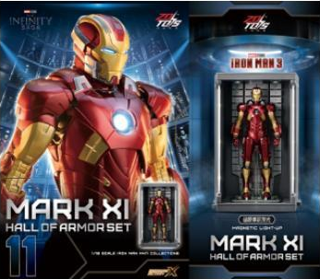 THE INFINITY SAGA
ZD TOYS
MARK XI
HALL OF ARMOR SET
11
ZD TOYS
IRON MAN 3
MAGNETIC LIGHT-UP
MARK XI
HALL OF ARMOR SET